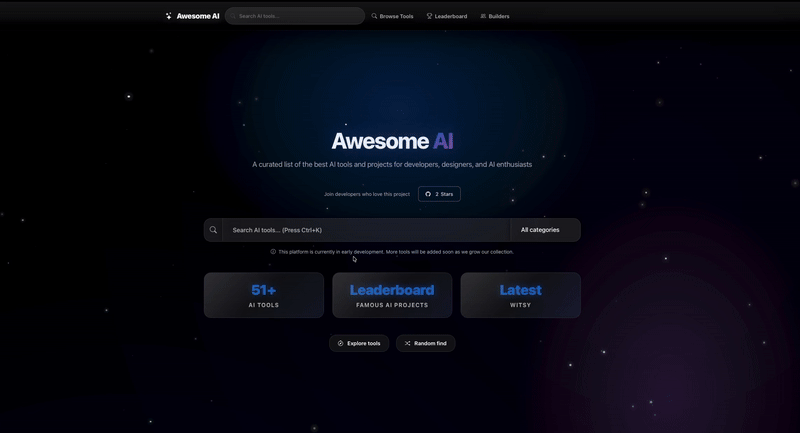 Awesome AI
Search AI tools...
Browse Tools
Leaderboard
Builders
Awesome AI
A curated list of the best AI tools and projects for developers, designers, and AI enthusiasts
Join developers who love this project
2 Stars
Search AI tools... (Press Ctrl+K)
All categories
This platform is currently in early development. More tools will be added soon as we grow our collection.
51+
AI TOOLS
Leaderboard
FAMOUS AI PROJECTS
Latest
WITSY
Explore tools
Random find